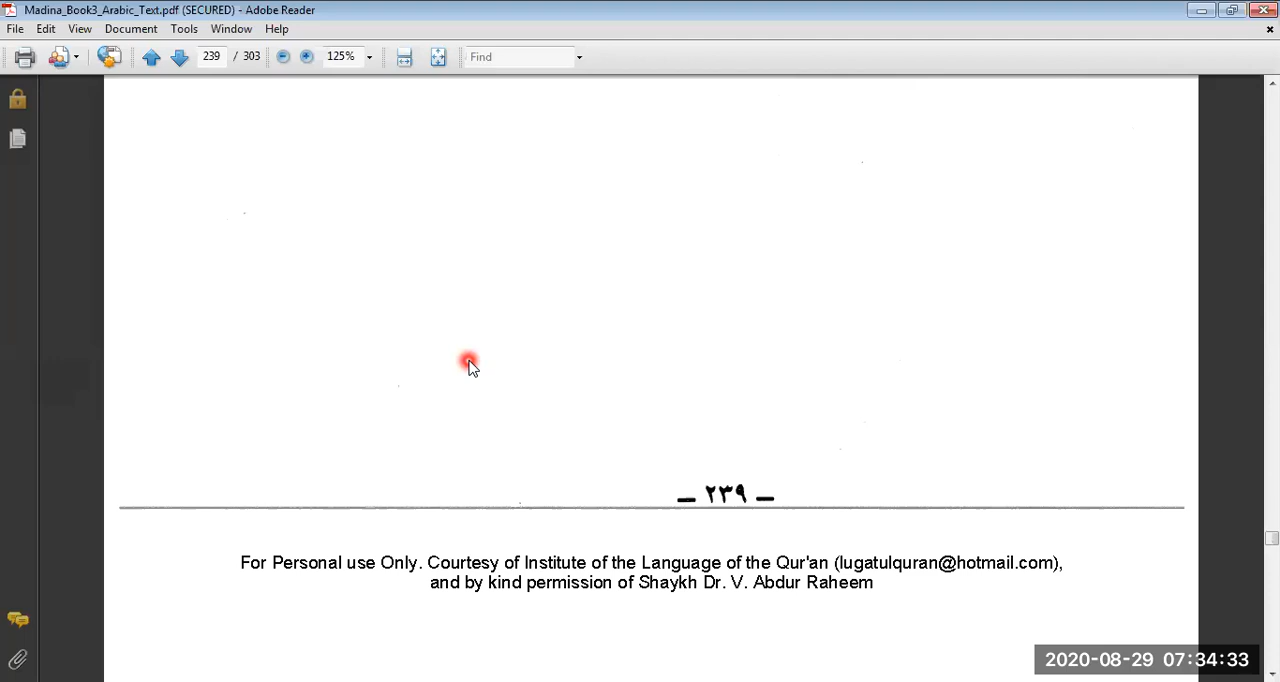 Madina_Book3_Arabic_Text.pdf (SECURED) - Adobe Reader
File Edit View Document Tools Window Help
239 / 303 125% Find
– ٢٣٩ –
For Personal use Only. Courtesy of Institute of the Language of the Qur'an (lugatulquran@hotmail.com),
and by kind permission of Shaykh Dr. V. Abdur Raheem
2020-08-29 07:34:33